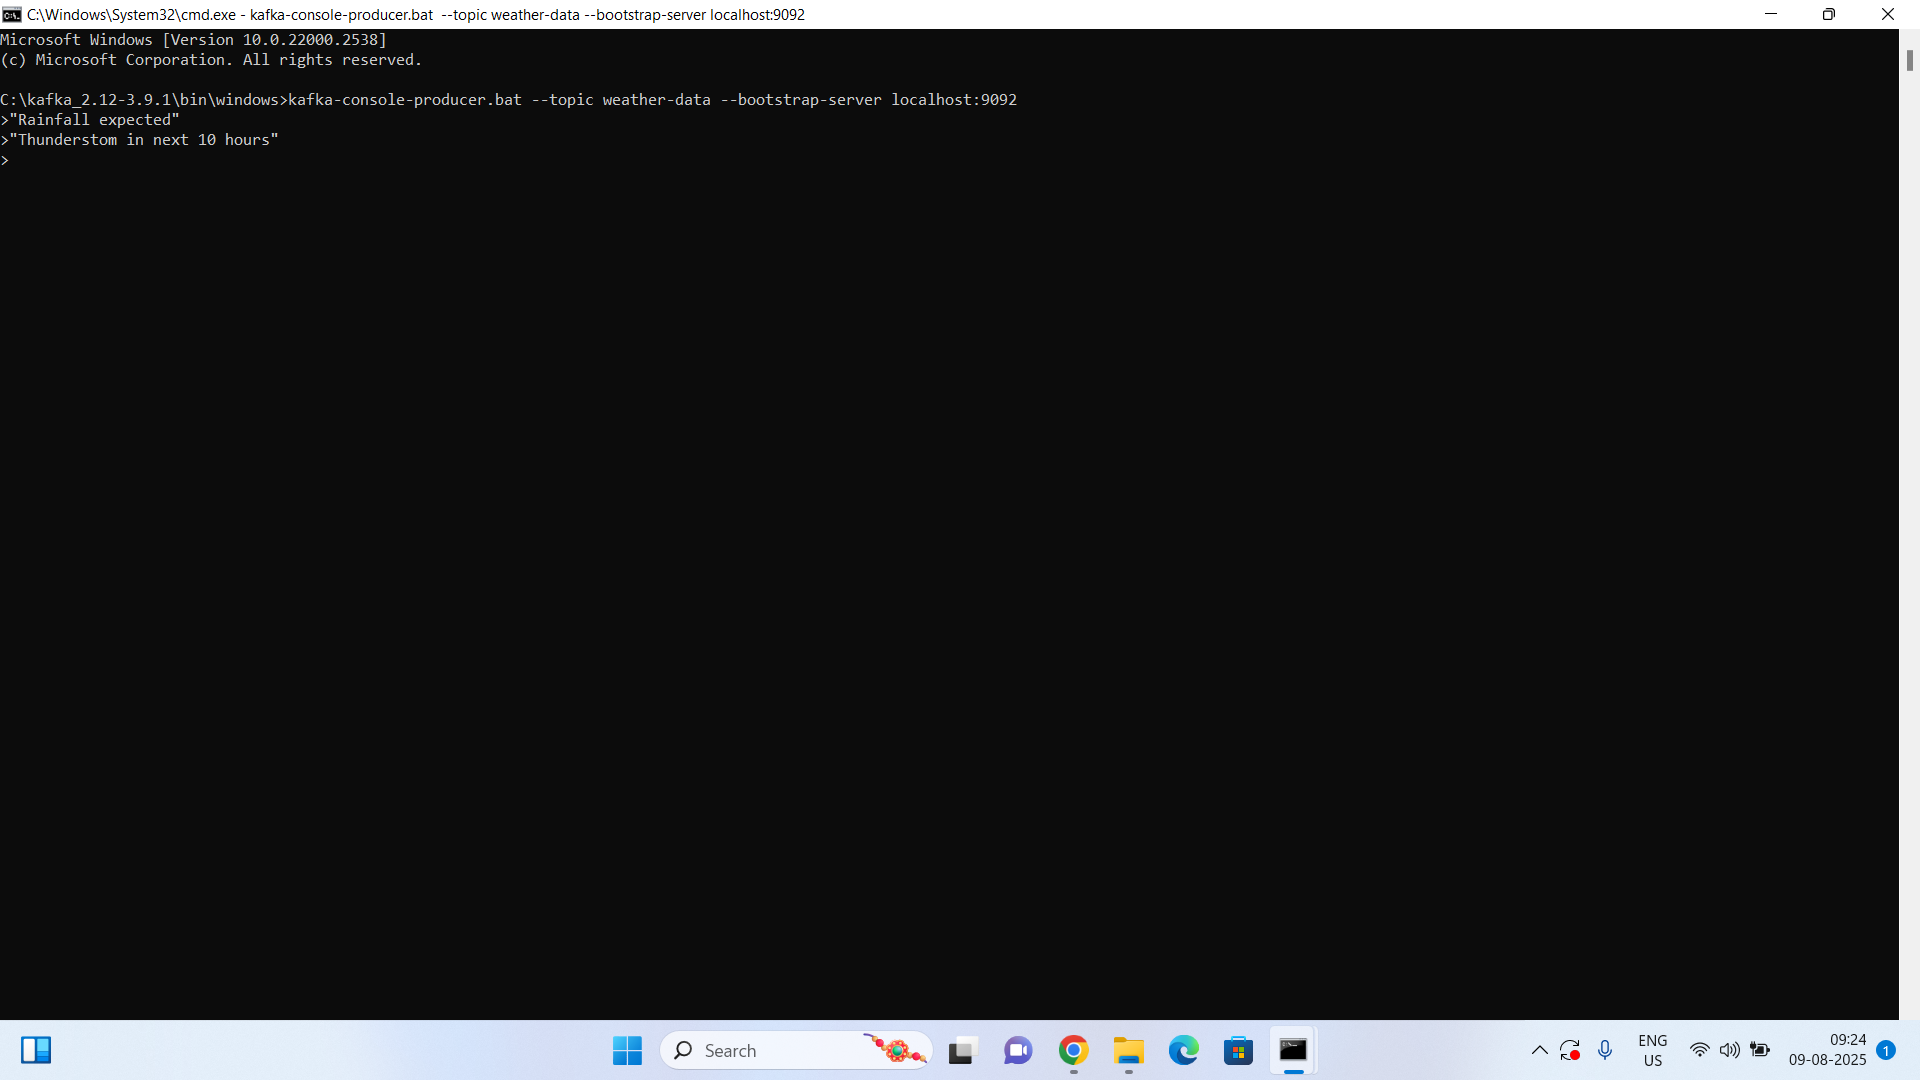 C:\Windows\System32\cmd.exe - kafka-console-producer.bat  --topic weather-data --bootstrap-server localhost:9092
Microsoft Windows [Version 10.0.22000.2538]
(c) Microsoft Corporation. All rights reserved.
C:\kafka_2.12-3.9.1\bin\windows>kafka-console-producer.bat --topic weather-data --bootstrap-server localhost:9092
>"Rainfall expected"
>"Thunderstom in next 10 hours"
>
Search
ENG
US
09:24
09-08-2025
1